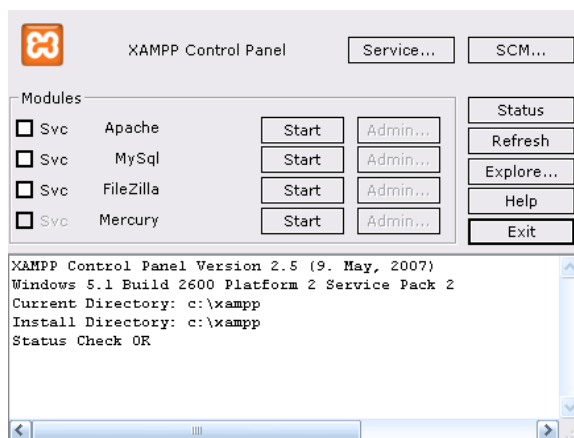 XAMPP Control Panel Service... SCM...
Modules
Svc Apache Start Admin...
Svc MySql Start Admin...
Svc FileZilla Start Admin...
Svc Mercury Start Admin...
Status
Refresh
Explore...
Help
Exit
XAMPP Control Panel Version 2.5 (9. May, 2007)
Windows 5.1 Build 2600 Platform 2 Service Pack 2
Current Directory: c:\xampp
Install Directory: c:\xampp
Status Check OK